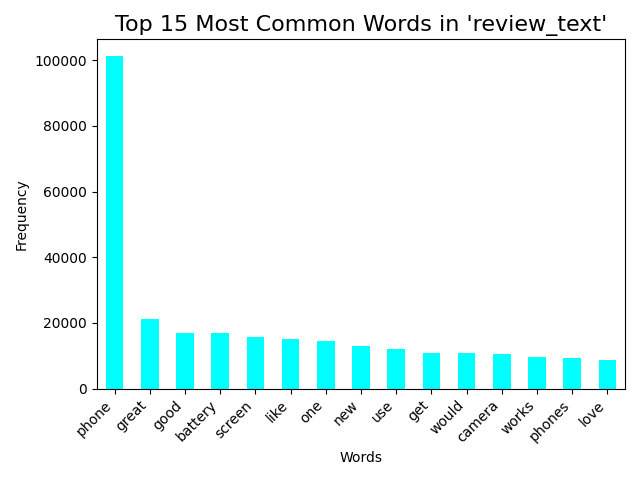 Top 15 Most Common Words in 'review_text'
Frequency
100000
80000
60000
40000
20000
0
phone
great
good
battery
screen
like
one
new
use
get
would
camera
works
phones
love
Words